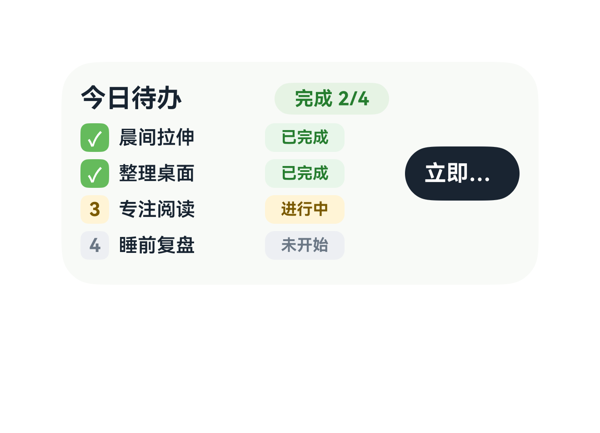 今日待办
完成 2/4
✓ 晨间拉伸 已完成
✓ 整理桌面 已完成
3 专注阅读 进行中
4 睡前复盘 未开始
立即...